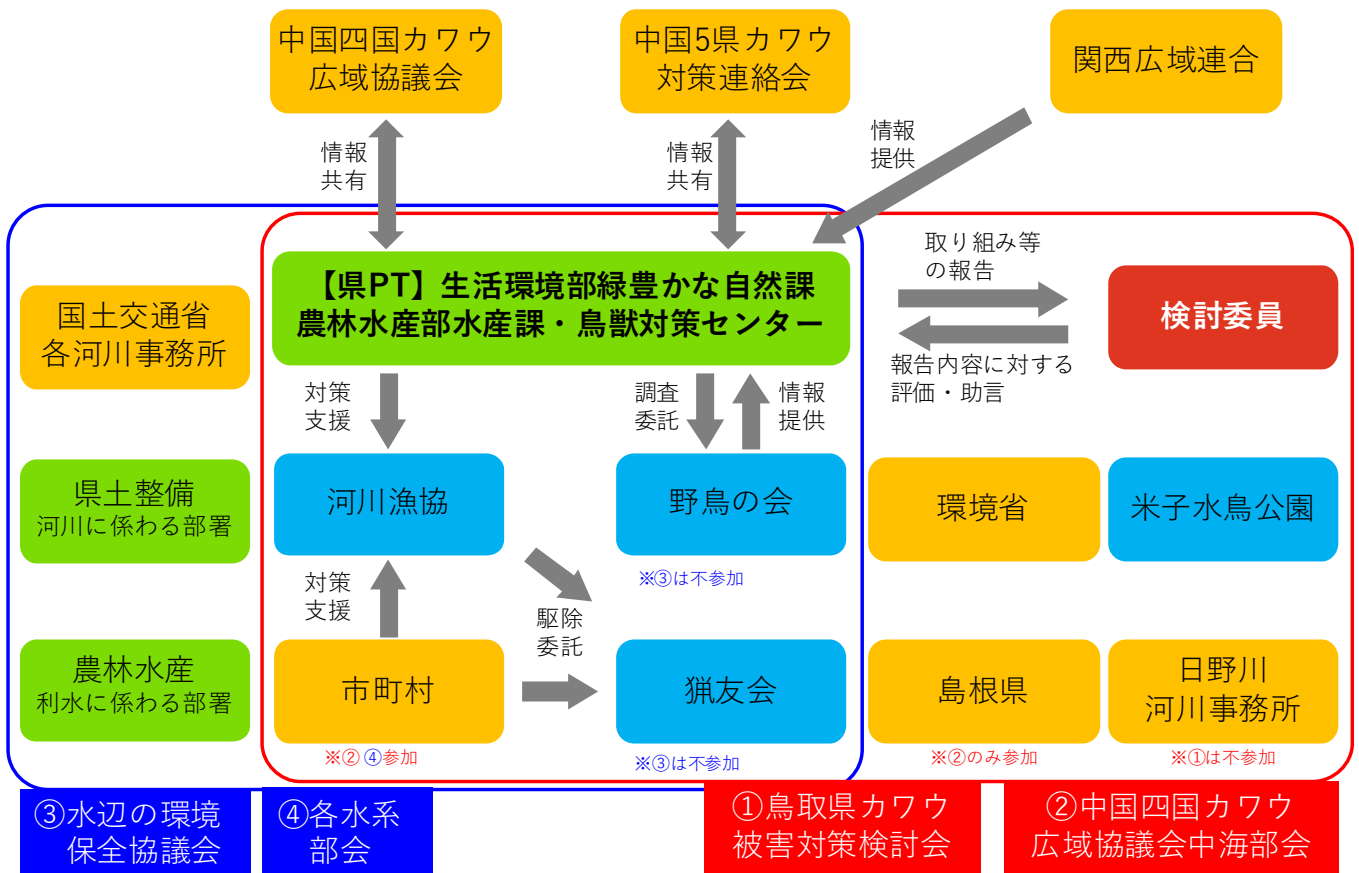 中国四国カワウ
広域協議会
中国5県カワウ
対策連絡会
関西広域連合
情報
共有
情報
共有
情報
提供
【県PT】生活環境部緑豊かな自然課
農林水産部水産課・鳥獣対策センター
取り組み等
の報告
検討委員
報告内容に対する
評価・助言
国土交通省
各河川事務所
対策
支援
調査
委託
情報
提供
県土整備
河川に係わる部署
河川漁協
野鳥の会
※③は不参加
環境省
米子水鳥公園
対策
支援
駆除
委託
農林水産
利水に係わる部署
市町村
※②④参加
猟友会
※③は不参加
島根県
※②のみ参加
日野川
河川事務所
※①は不参加
③水辺の環境
保全協議会
④各水系
部会
①鳥取県カワウ
被害対策検討会
②中国四国カワウ
広域協議会中海部会